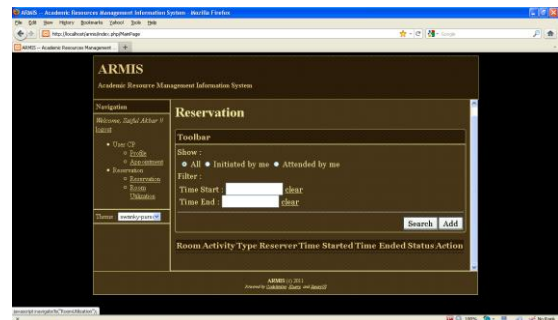 ARMIS -- Academic Resources Management Information System - Mozilla Firefox
File Edit View History Bookmarks Yahoo! Tools Help
http://localhost/armis/index.php/MainPage
Google
ARMIS -- Academic Resources Management ...
ARMIS
Academic Resource Management Information System
Navigation
Welcome, Saiful Akbar !!
logout
User CP
Profile
Appointment
Reservation
Reservation
Room
Utilization
Theme
Reservation
Toolbar
Show :
All Initiated by me Attended by me
Filter :
Time Start : clear
Time End : clear
Search Add
Room Activity Type Reserver Time Started Time Ended Status Action
ARMIS (c) 2011
100%